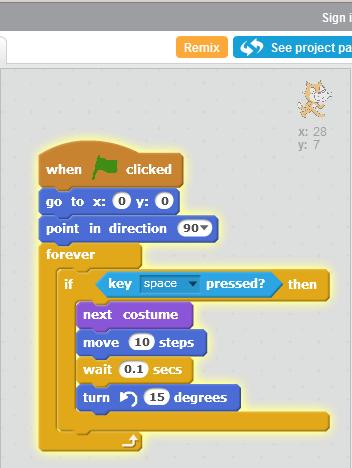 Sign i
Remix
See project pa
x: 28
y: 7
when clicked
go to x: 0 y: 0
point in direction 90
forever
if key space pressed? then
next costume
move 10 steps
wait 0.1 secs
turn 15 degrees